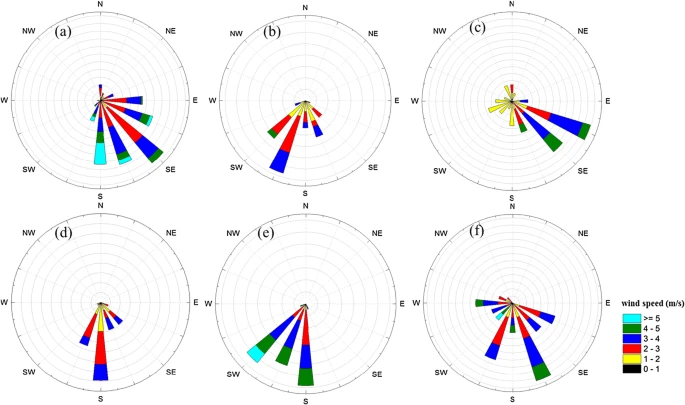 N
N
N
NW
(a)
NE
NW
(b)
NE
NW
(c)
NE
W
E
W
E
W
E
SW
SE
SW
SE
SW
SE
S
S
S
N
N
N
NW
(d)
NE
NW
(e)
NE
NW
(f)
NE
W
E
W
E
W
E
SW
SE
SW
SE
SW
SE
S
S
S
wind speed (m/s)
>= 5
4 - 5
3 - 4
2 - 3
1 - 2
0 - 1